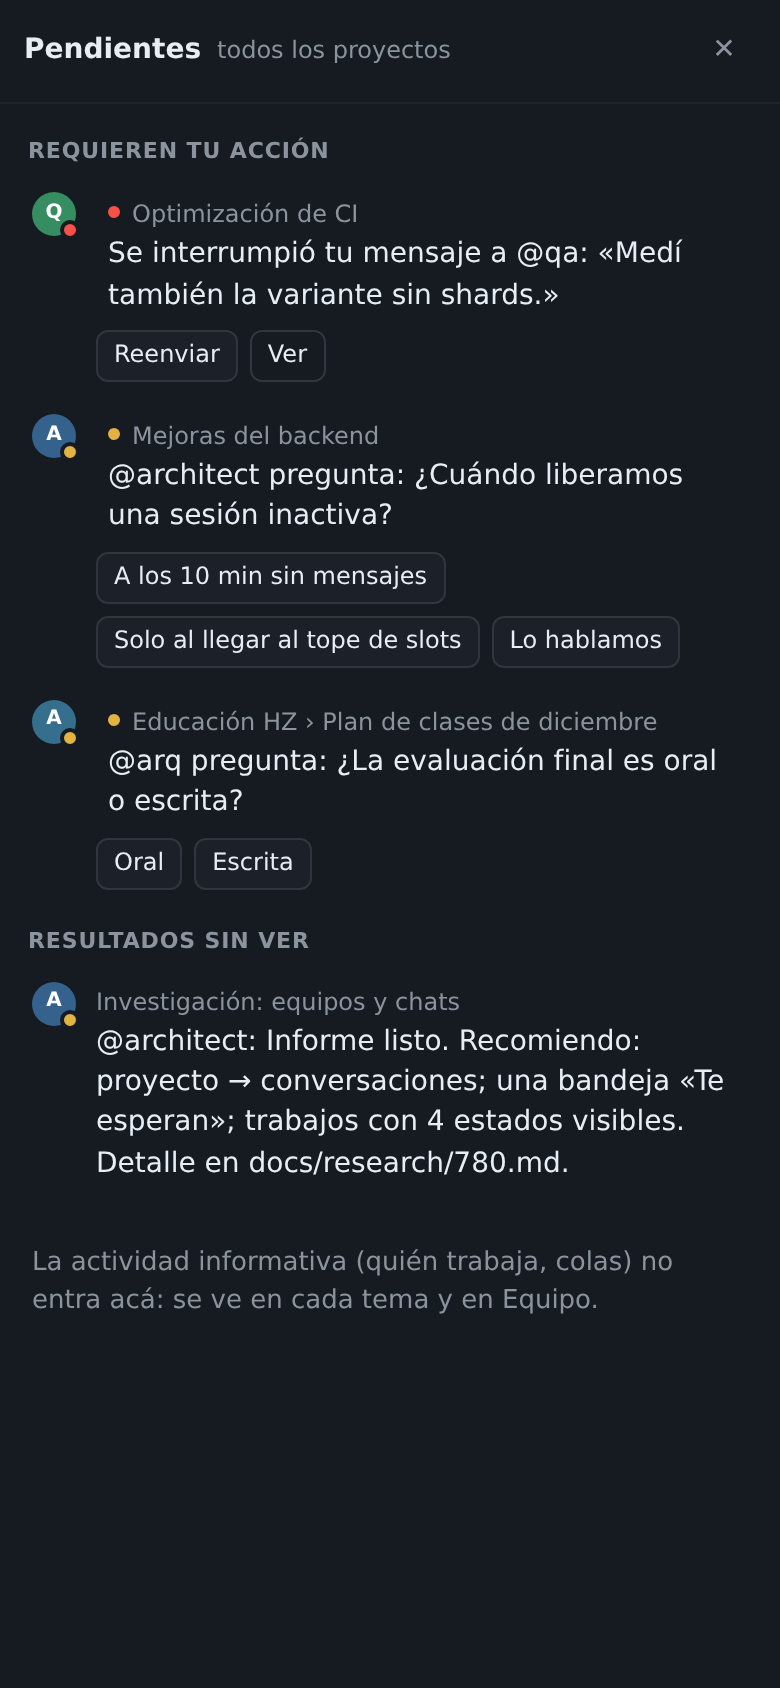 Pendientes todos los proyectos ✕
REQUIEREN TU ACCIÓN
Q
Optimización de CI
Se interrumpió tu mensaje a @qa: «Medí
también la variante sin shards.»
Reenviar Ver
A
Mejoras del backend
@architect pregunta: ¿Cuándo liberamos
una sesión inactiva?
A los 10 min sin mensajes
Solo al llegar al tope de slots Lo hablamos
A
Educación HZ › Plan de clases de diciembre
@arq pregunta: ¿La evaluación final es oral
o escrita?
Oral Escrita
RESULTADOS SIN VER
A
Investigación: equipos y chats
@architect: Informe listo. Recomiendo:
proyecto → conversaciones; una bandeja «Te
esperan»; trabajos con 4 estados visibles.
Detalle en docs/research/780.md.
La actividad informativa (quién trabaja, colas) no
entra acá: se ve en cada tema y en Equipo.